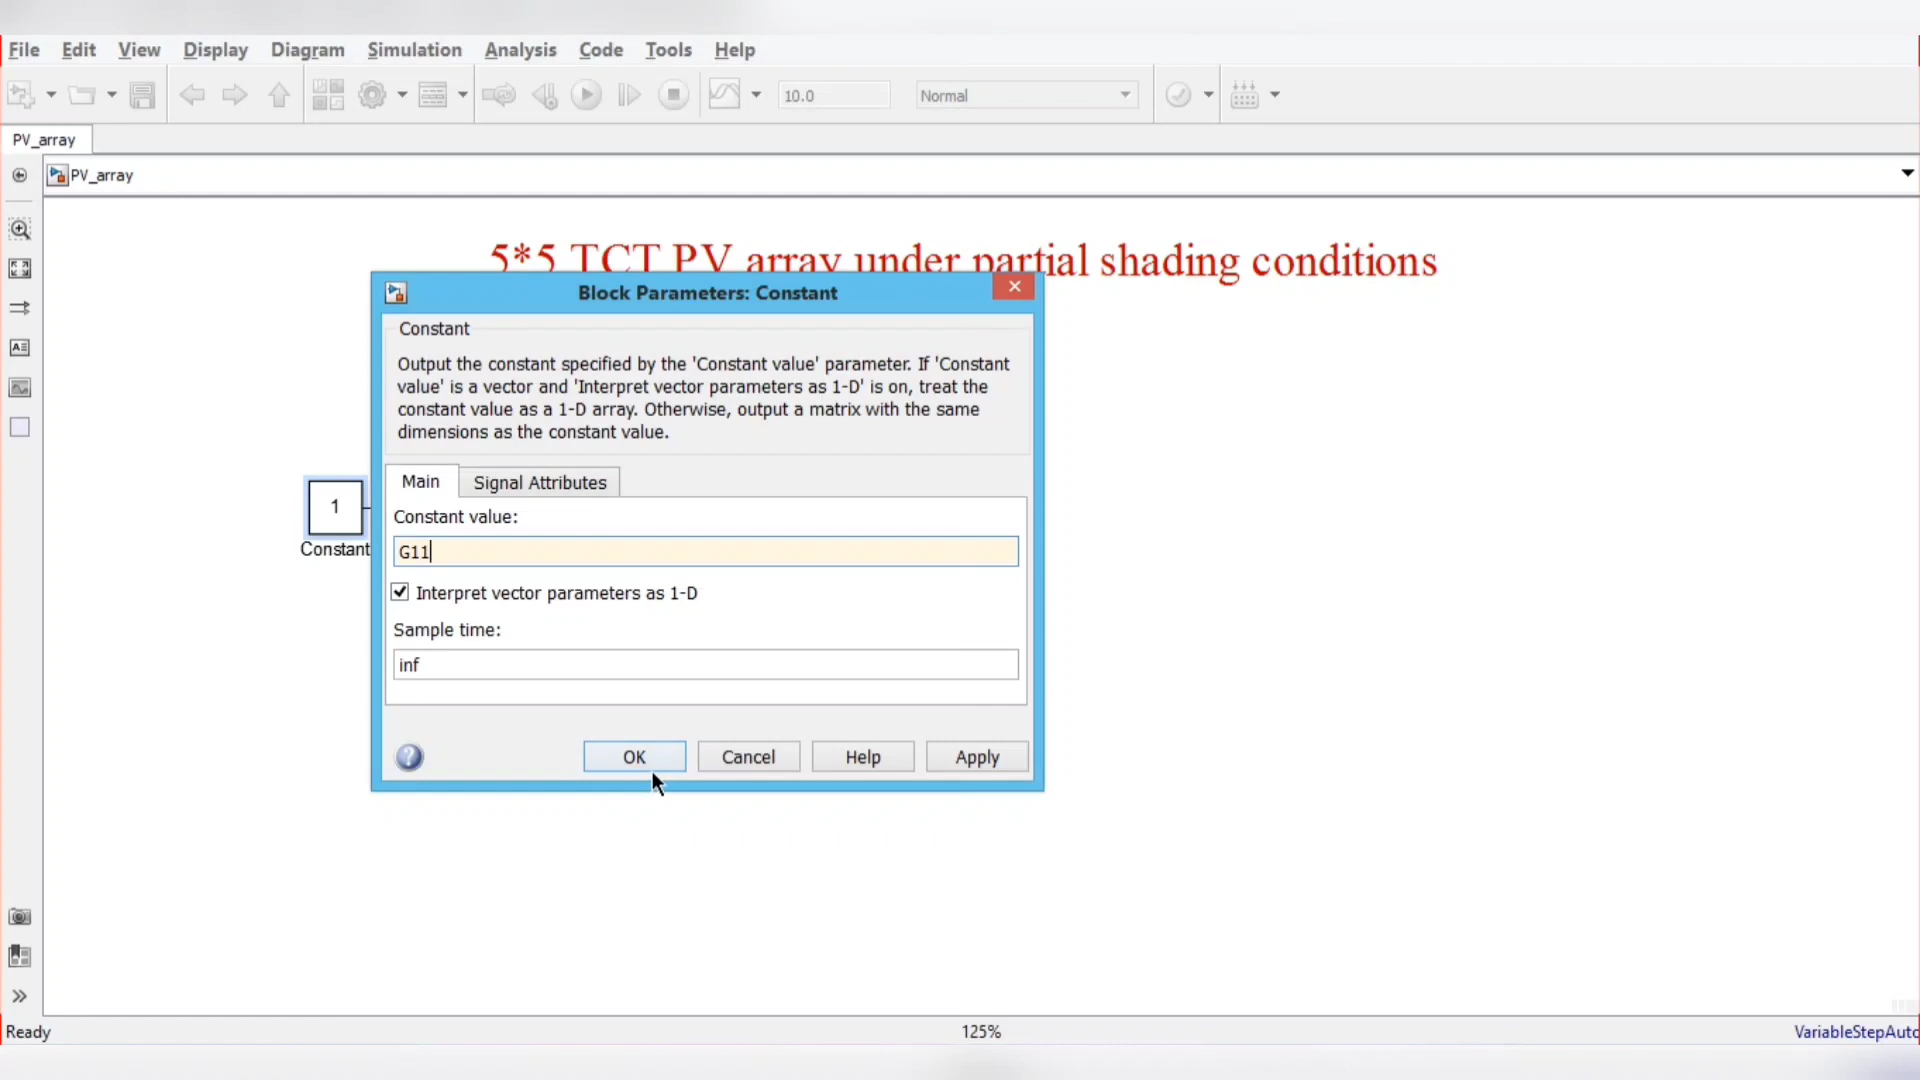 File Edit View Display Diagram Simulation Analysis Code Tools Help
10.0 Normal
PV_array
PV_array
5*5 TCT PV array under partial shading conditions
Block Parameters: Constant
Constant
Output the constant specified by the 'Constant value' parameter. If 'Constant
value' is a vector and 'Interpret vector parameters as 1-D' is on, treat the
constant value as a 1-D array. Otherwise, output a matrix with the same
dimensions as the constant value.
Main Signal Attributes
1
Constant
Constant value:
G11
Interpret vector parameters as 1-D
Sample time:
inf
OK Cancel Help Apply
Ready 125% VariableStepAuto